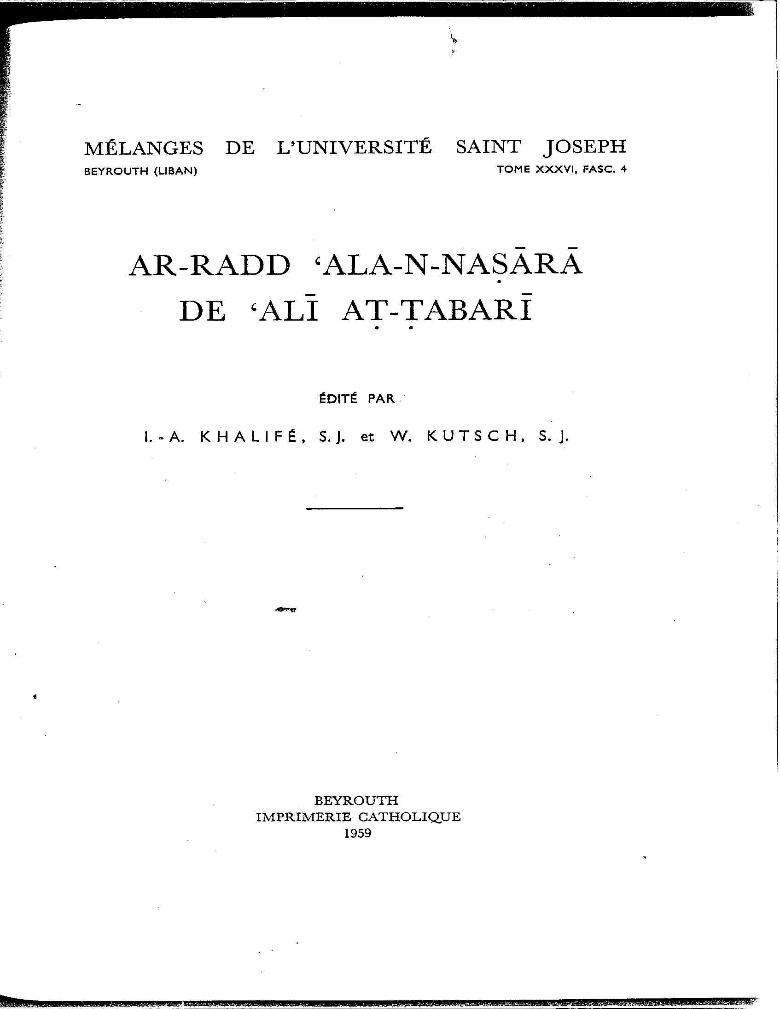 MÉLANGES DE L'UNIVERSITÉ SAINT JOSEPH
BEYROUTH (LIBAN) TOME XXXVI, FASC. 4
AR-RADD ‘ALA-N-NAṢĀRĀ
DE ‘ALĪ AṬ-ṬABARĪ
ÉDITÉ PAR
I.-A. KHALIFÉ, S.J. et W. KUTSCH, S.J.
BEYROUTH
IMPRIMERIE CATHOLIQUE
1959